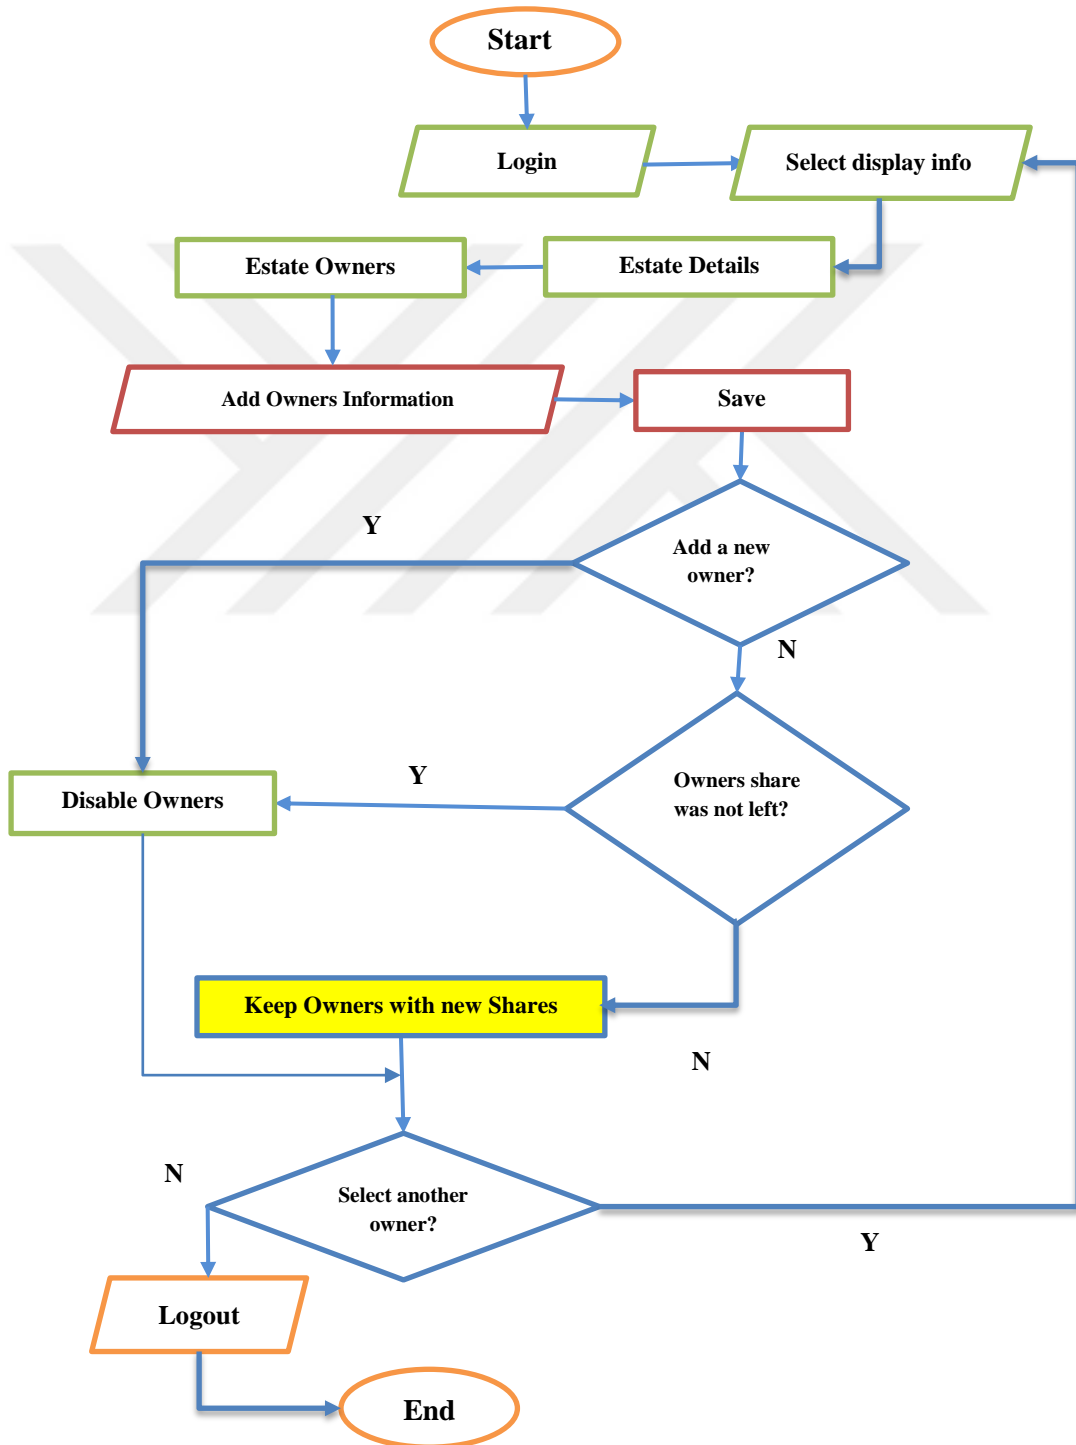 Start
Login
Select display info
Estate Owners
Estate Details
Add Owners Information
Save
Y
Add a new
owner?
N
Y
Owners share
was not left?
Disable Owners
Keep Owners with new Shares
N
N
Select another
owner?
Y
Logout
End